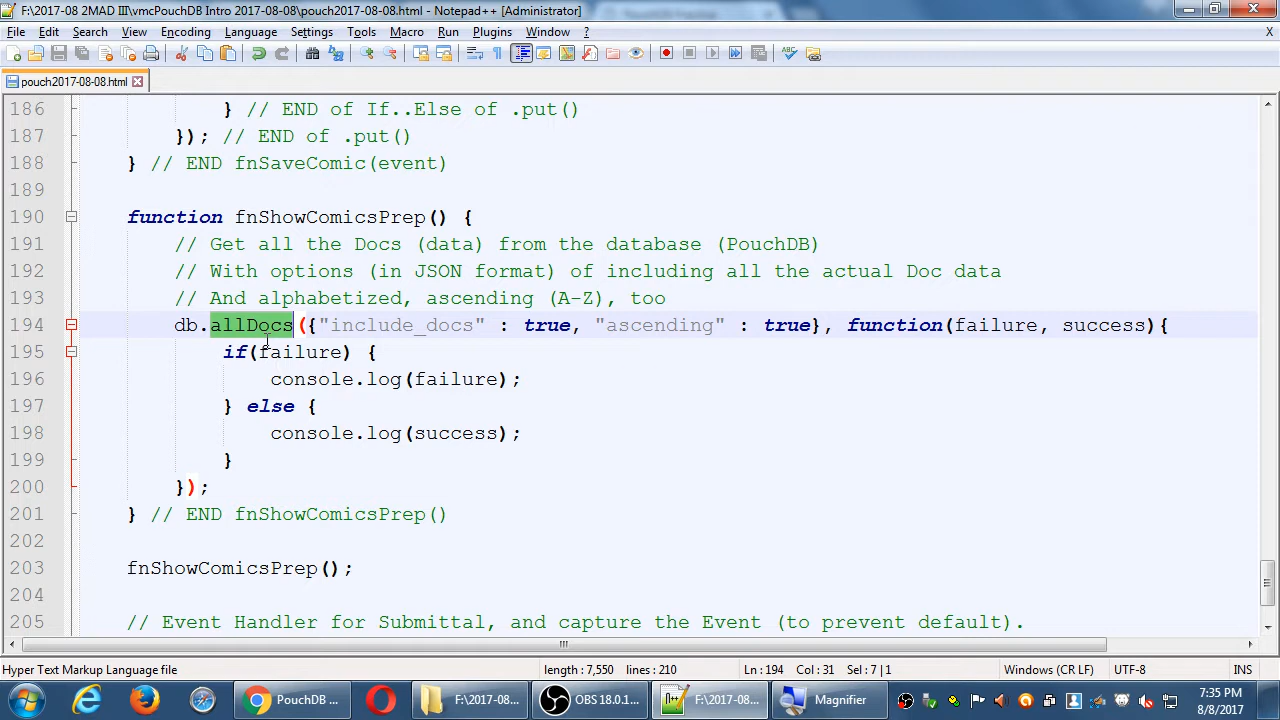 F:\2017-08 2MAD III\vmcPouchDB Intro 2017-08-08\pouch2017-08-08.html - Notepad++ [Administrator]
File Edit Search View Encoding Language Settings Tools Macro Run Plugins Window ? X
pouch2017-08-08.html
186 } // END of If..Else of .put()
187 }); // END of .put()
188 } // END fnSaveComic(event)
189
190 function fnShowComicsPrep() {
191 // Get all the Docs (data) from the database (PouchDB)
192 // With options (in JSON format) of including all the actual Doc data
193 // And alphabetized, ascending (A-Z), too
194 db.allDocs({"include_docs" : true, "ascending" : true}, function(failure, success){
195 if(failure) {
196 console.log(failure);
197 } else {
198 console.log(success);
199 }
200 });
201 } // END fnShowComicsPrep()
202
203 fnShowComicsPrep();
204
205 // Event Handler for Submittal, and capture the Event (to prevent default).
Hyper Text Markup Language file length : 7,550 lines : 210 Ln : 194 Col : 31 Sel : 7 | 1 Windows (CR LF) UTF-8 INS
PouchDB ... F:\2017-08 2... OBS 18.0.1... F:\2017-08 2... Magnifier 7:35 PM
8/8/2017